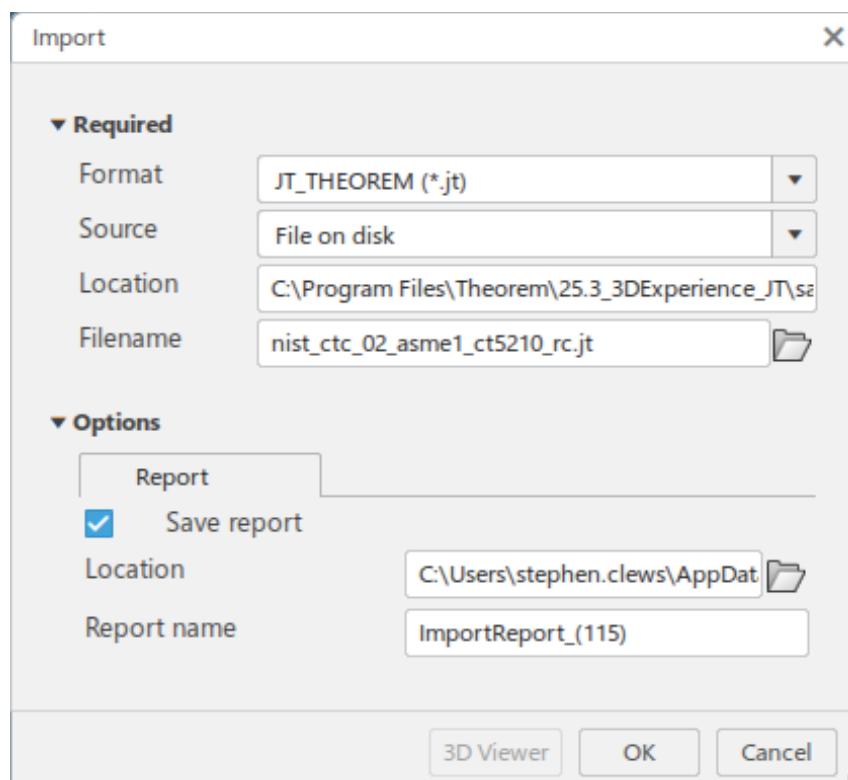 Import
Required
Format JT_THEOREM (*.jt)
Source File on disk
Location C:\Program Files\Theorem\25.3_3DExperience_JT\sa
Filename nist_ctc_02_asme1_ct5210_rc.jt
Options
Report
Save report
Location C:\Users\stephen.clews\AppDat
Report name ImportReport_(115)
3D Viewer OK Cancel